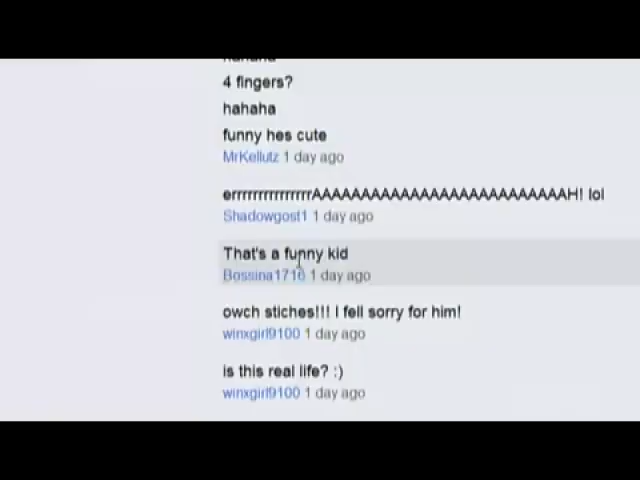 hahaha
4 fingers?
hahaha
funny hes cute
MrKellutz 1 day ago
errrrrrrrrrrrrrrrAAAAAAAAAAAAAAAAAAAAAAAAAAH! lol
Shadowgost1 1 day ago
That's a funny kid
Bossina1716 1 day ago
owch stiches!!! I fell sorry for him!
winxgirl9100 1 day ago
is this real life? :)
winxgirl9100 1 day ago